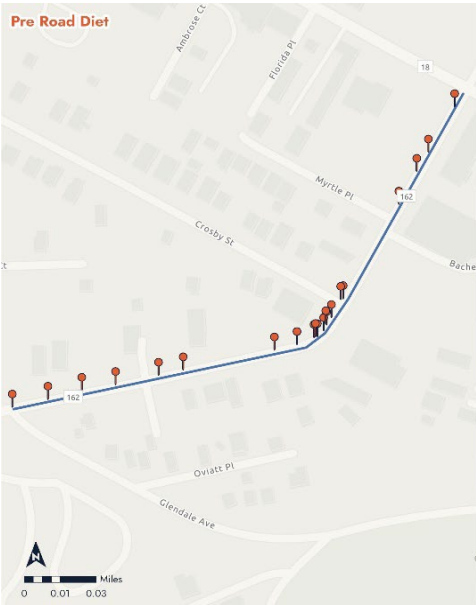 Pre Road Diet
Ambrose Ct
Florida Pl
18
Myrtle Pl
162
Crosby St
Bache
ct
162
Oviatt Pl
Glendale Ave
N
Miles
0 0.01 0.03